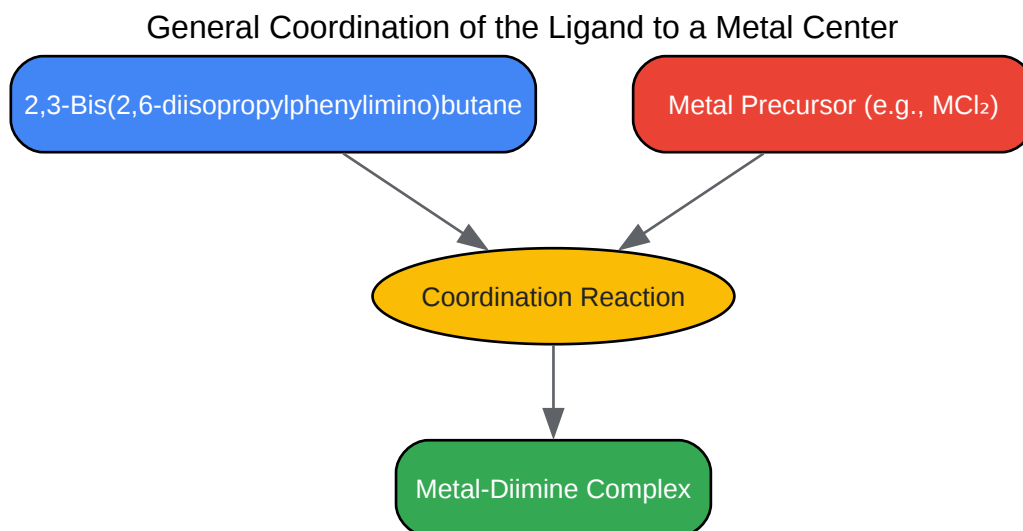 General Coordination of the Ligand to a Metal Center
2,3-Bis(2,6-diisopropylphenylimino)butane
Metal Precursor (e.g., MCl₂)
Coordination Reaction
Metal-Diimine Complex